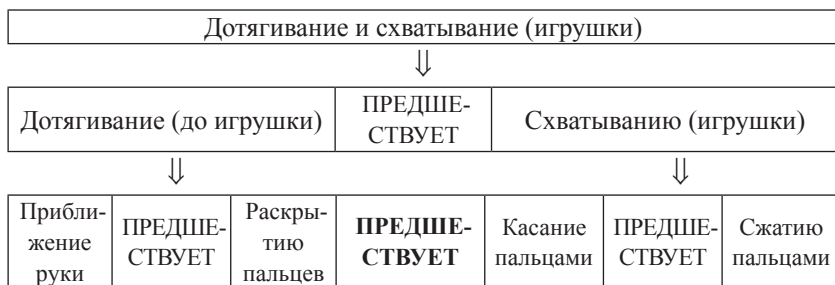 Дотягивание и схватывание (игрушки)
⇓
Дотягивание (до игрушки)
ПРЕДШЕ-
СТВУЕТ
Схватыванию (игрушки)
⇓ ⇓
Прибли-
жение
руки
ПРЕДШЕ-
СТВУЕТ
Раскры-
тию
пальцев
ПРЕДШЕ-
СТВУЕТ
Касание
пальцами
ПРЕДШЕ-
СТВУЕТ
Сжатию
пальцами